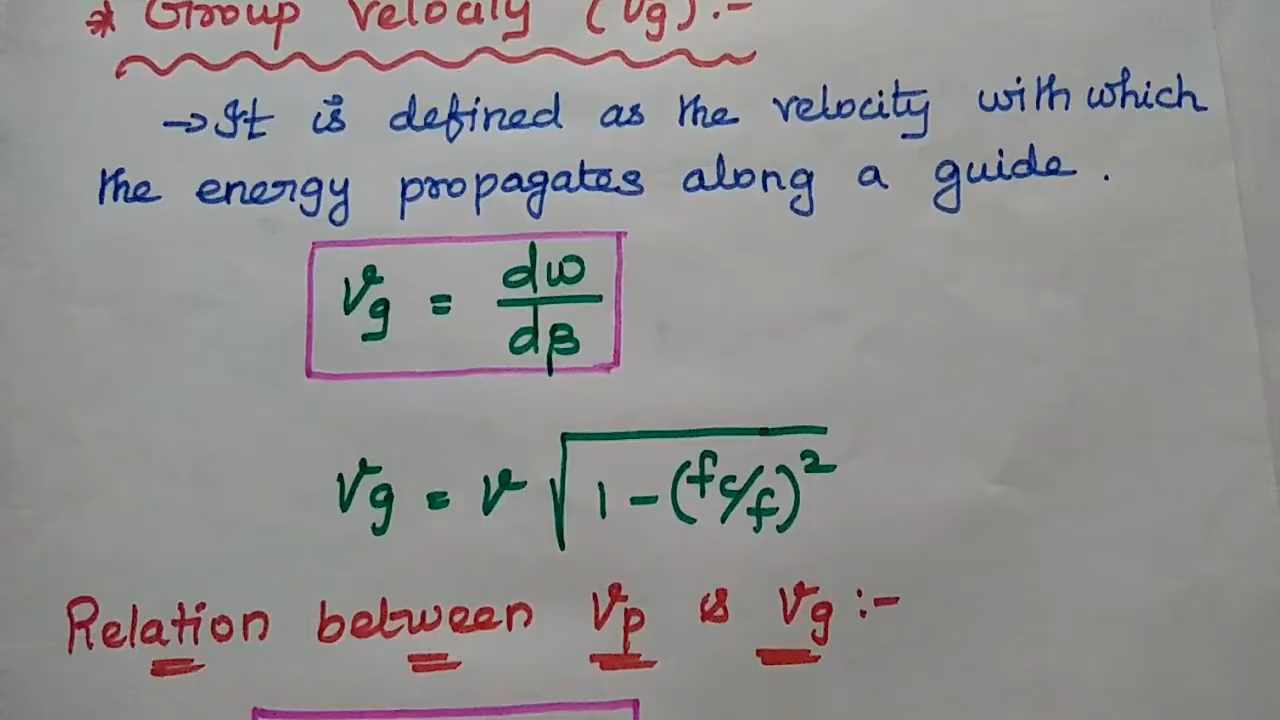 * Group velocity (Vg) :-
→ It is defined as the velocity with which
the energy propagates along a guide .
Vg = dω/dβ
Vg = v √1 - (fc/f)²
Relation between Vp is Vg :-